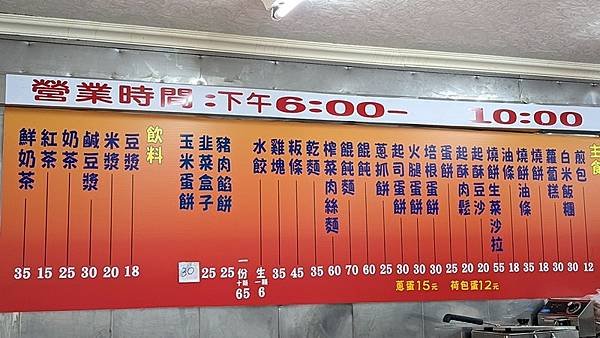 營業時間:下午6:00-10:00
主食
煎包 12
白米飯糰 30
蘿蔔糕 30
燒餅 18
燒餅油條 35
油條 18
燒餅生菜沙拉 55
起酥豆沙 20
起酥肉鬆 20
蛋餅 25
培根蛋餅 30
火腿蛋餅 30
起司蛋餅 30
蔥抓餅 25
餛飩 60
餛飩麵 70
榨菜肉絲麵 60
乾麵 35
板條 45
雞塊 35
水餃 生一顆6 一份十顆65
豬肉餡餅 25
韭菜盒子 25
玉米蛋餅 30
蔥蛋15元 荷包蛋12元
飲料
豆漿 18
米漿 20
鹹豆漿 30
奶茶 25
紅茶 15
鮮奶茶 35